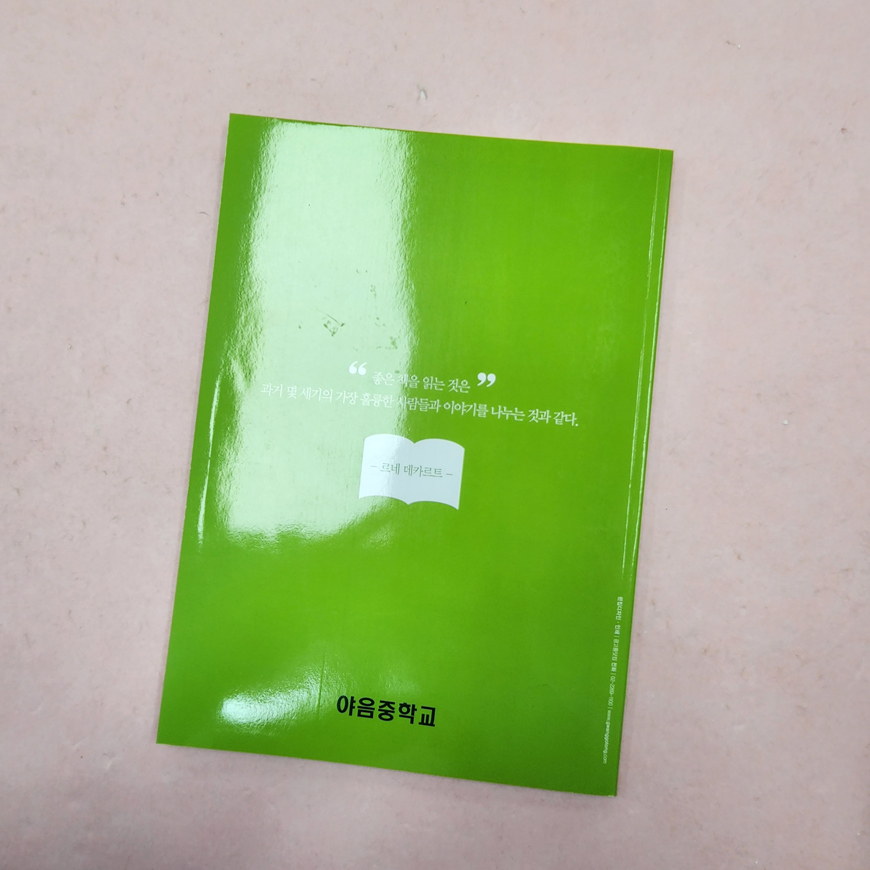 “ 좋은 책을 읽는 것은 ”
과거 몇 세기의 가장 훌륭한 사람들과 이야기를 나누는 것과 같다.
- 르네 데카르트 -
야음중학교